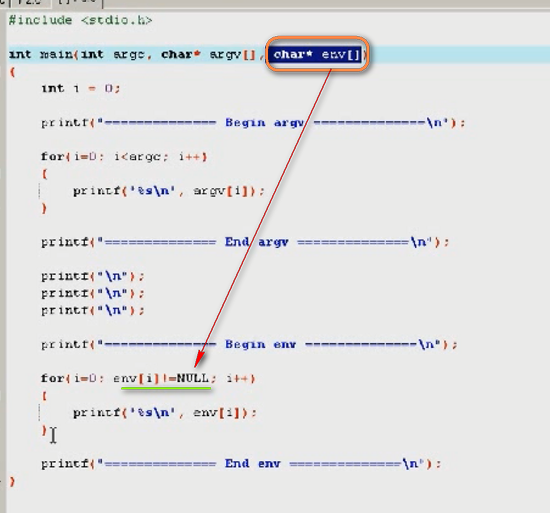 #include <stdio.h>
int main(int argc, char* argv[], char* env[])
{
int i = 0;
printf("============== Begin argv ==============\n");
for(i=0; i<argc; i++)
{
printf("%s\n", argv[i]);
}
printf("============== End argv ==============\n");
printf("\n");
printf("\n");
printf("\n");
printf("============== Begin env ==============\n");
for(i=0; env[i]!=NULL; i++)
{
printf("%s\n", env[i]);
}
printf("============== End env ==============\n");
}